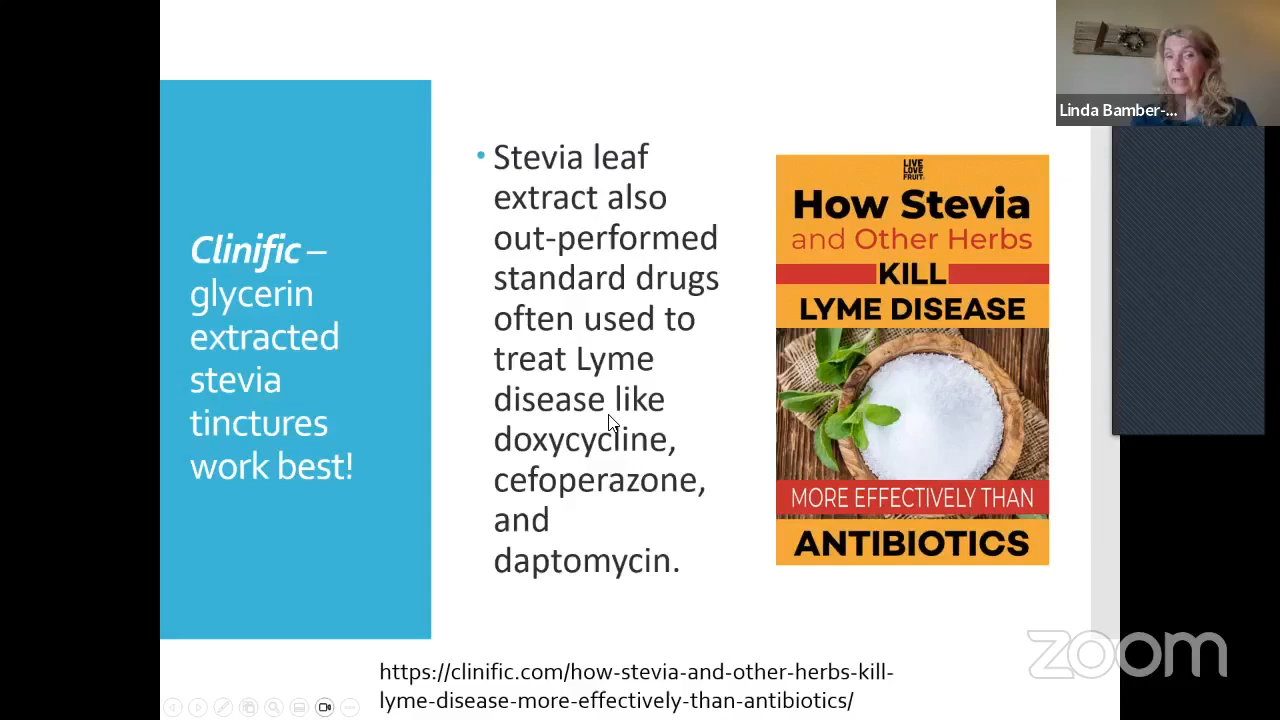 Linda Bamber-...
Clinific –
glycerin
extracted
stevia
tinctures
work best!
• Stevia leaf
extract also
out-performed
standard drugs
often used to
treat Lyme
disease like
doxycycline,
cefoperazone,
and
daptomycin.
LIVE
LOVE
FRUIT
How Stevia
and Other Herbs
KILL
LYME DISEASE
MORE EFFECTIVELY THAN
ANTIBIOTICS
https://clinific.com/how-stevia-and-other-herbs-kill-
lyme-disease-more-effectively-than-antibiotics/
zoom